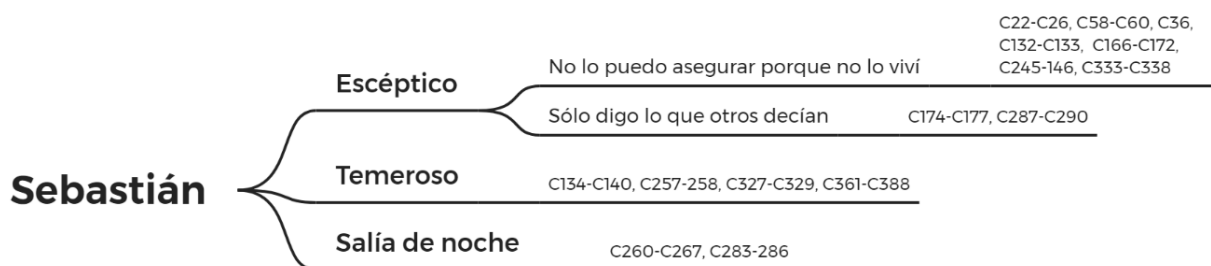 C22-C26, C58-C60, C36,
C132-C133, C166-C172,
C245-146, C333-C338
No lo puedo asegurar porque no lo viví
Escéptico
Sólo digo lo que otros decían
C174-C177, C287-C290
Sebastián
Temeroso
C134-C140, C257-258, C327-C329, C361-C388
Salía de noche
C260-C267, C283-286